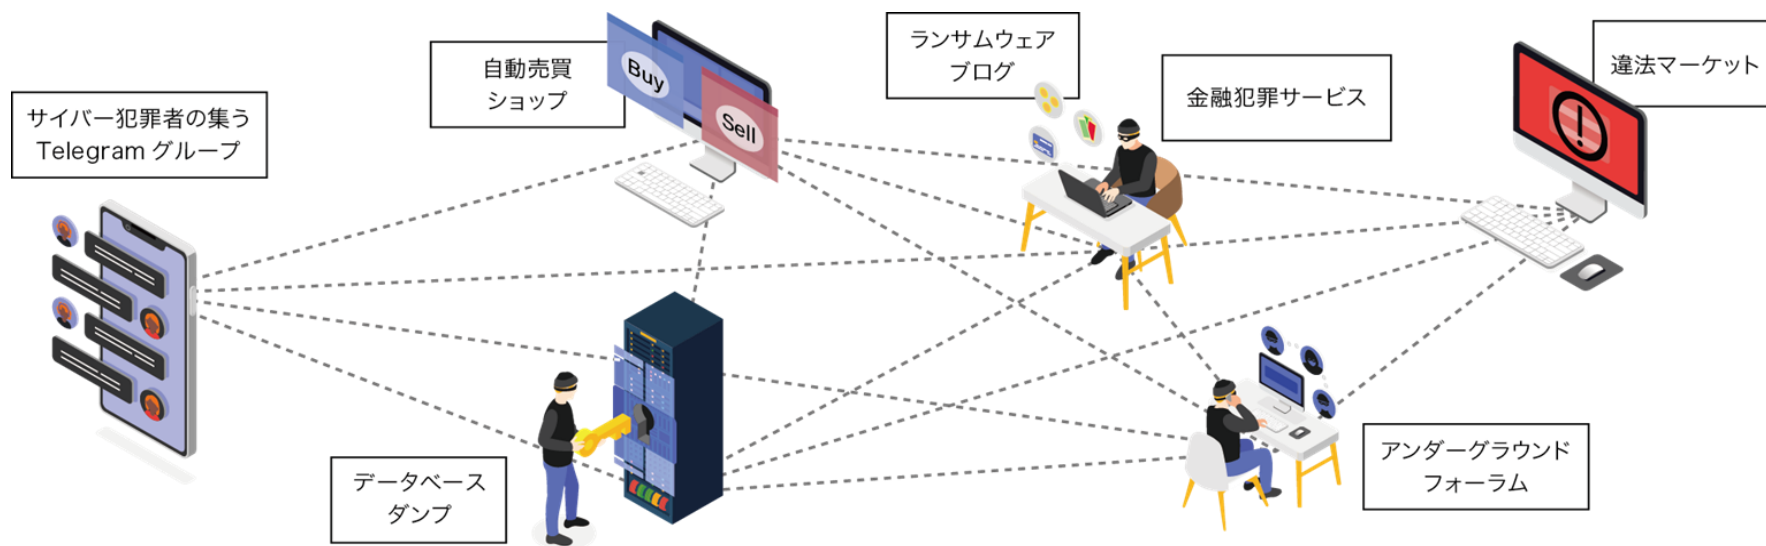 サイバー犯罪者の集う
Telegram グループ
自動売買
ショップ
Buy
Sell
ランサムウェア
ブログ
金融犯罪サービス
違法マーケット
データベース
ダンプ
アンダーグラウンド
フォーラム